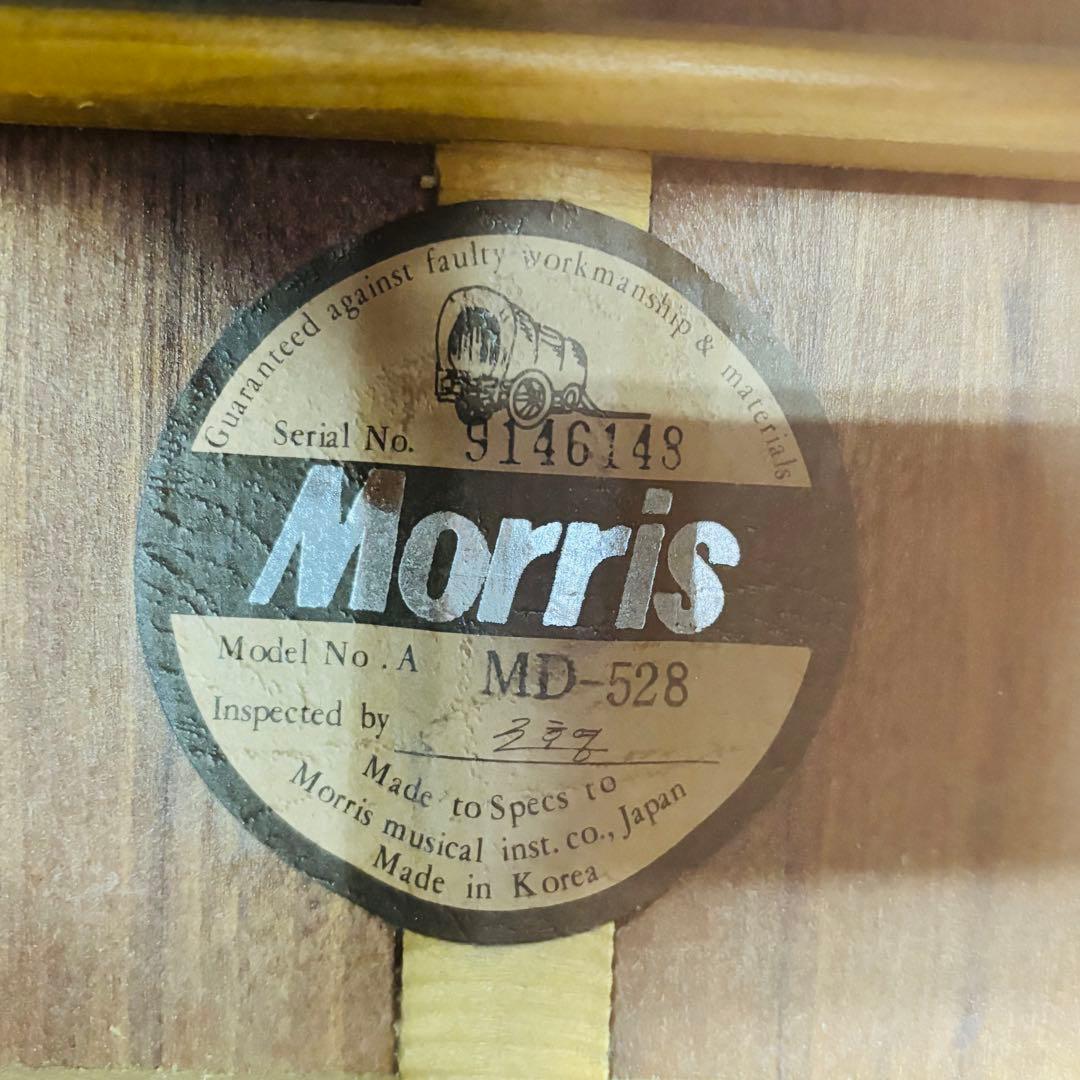 Guaranteed against faulty workmanship & materials
Serial No. 9146148
Morris
Model No. A MD-528
Inspected by
Made to Specs to
Morris musical inst. co., Japan
Made in Korea